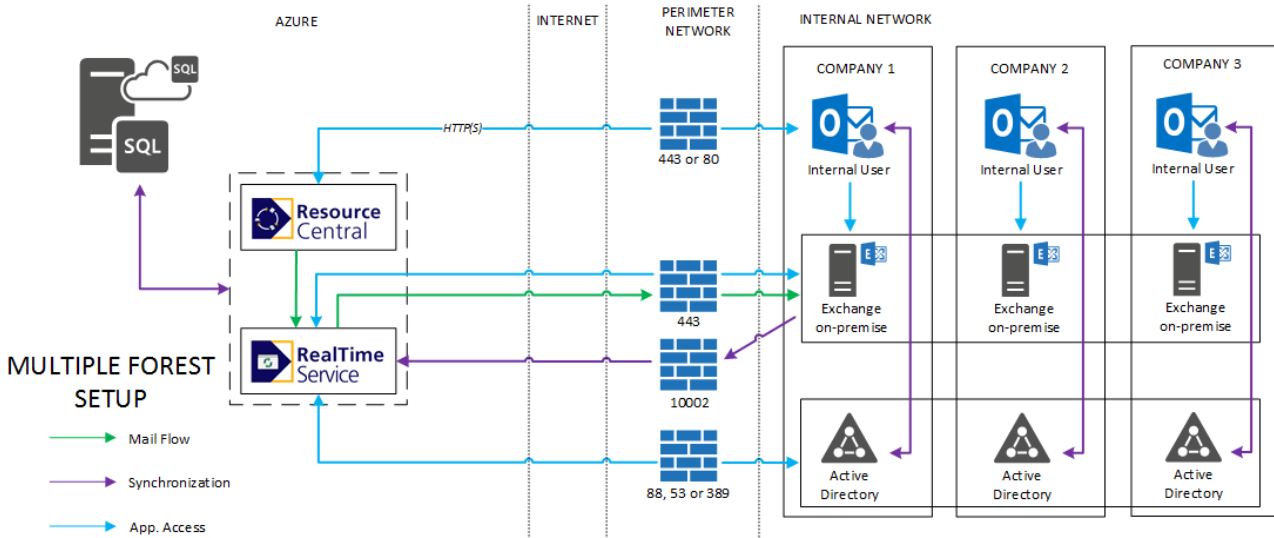 AZURE
INTERNET
PERIMETER
NETWORK
INTERNAL NETWORK
SQL
SQL
COMPANY 1
COMPANY 2
COMPANY 3
HTTP(S)
443 or 80
O
Internal User
O
Internal User
O
Internal User
Resource
Central
E
Exchange
on-premise
E
Exchange
on-premise
E
Exchange
on-premise
443
RealTime
Service
10002
MULTIPLE FOREST
SETUP
Mail Flow
Synchronization
App. Access
88, 53 or 389
Active
Directory
Active
Directory
Active
Directory